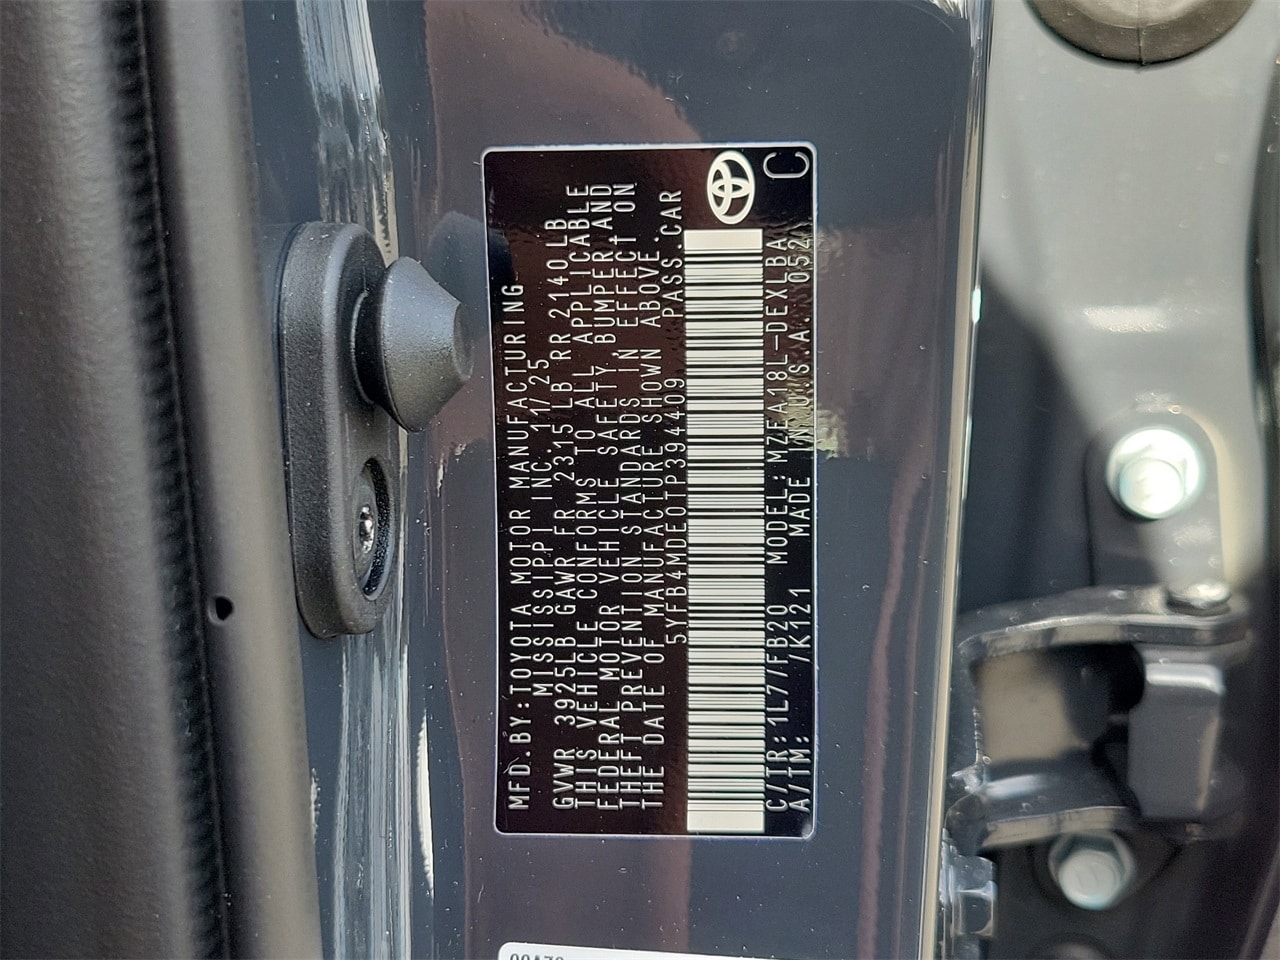 MFD.BY:TOYOTA MOTOR MANUFACTURING
MISSISSIPPI INC. 11/25
GVWR 3925LB GAWR FR 2315LB RR 2140LB
THIS VEHICLE CONFORMS TO ALL APPLICABLE
FEDERAL MOTOR VEHICLE SAFETY, BUMPER, AND
THEFT PREVENTION STANDARDS IN EFFECT ON
THE DATE OF MANUFACTURE SHOWN ABOVE.
5YFB4MDE0TP394409 PASS.CAR
C/TR:1L77/FB20 MODEL:MZEA18L-DEXLBA
A/TM: /K121 MADE IN U.S.A. 052
C